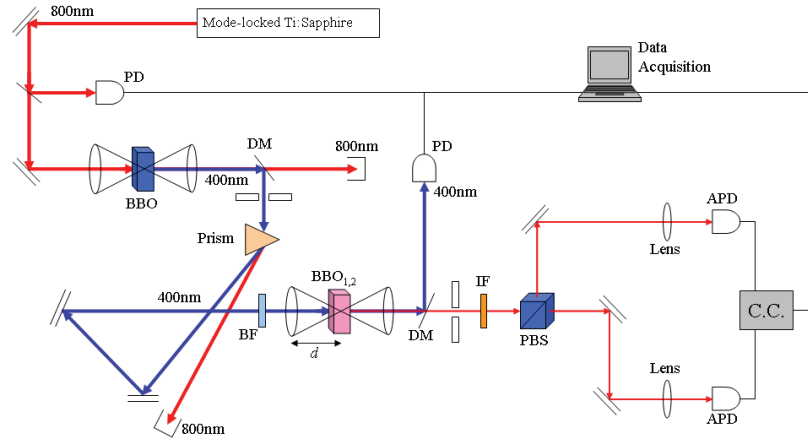 800nm
Mode-locked Ti:Sapphire
Data
Acquisition
PD
DM
800nm
PD
400nm
BBO
400nm
APD
Prism
Lens
BBO1,2
IF
400nm
C.C.
BF
DM
PBS
d
Lens
APD
800nm